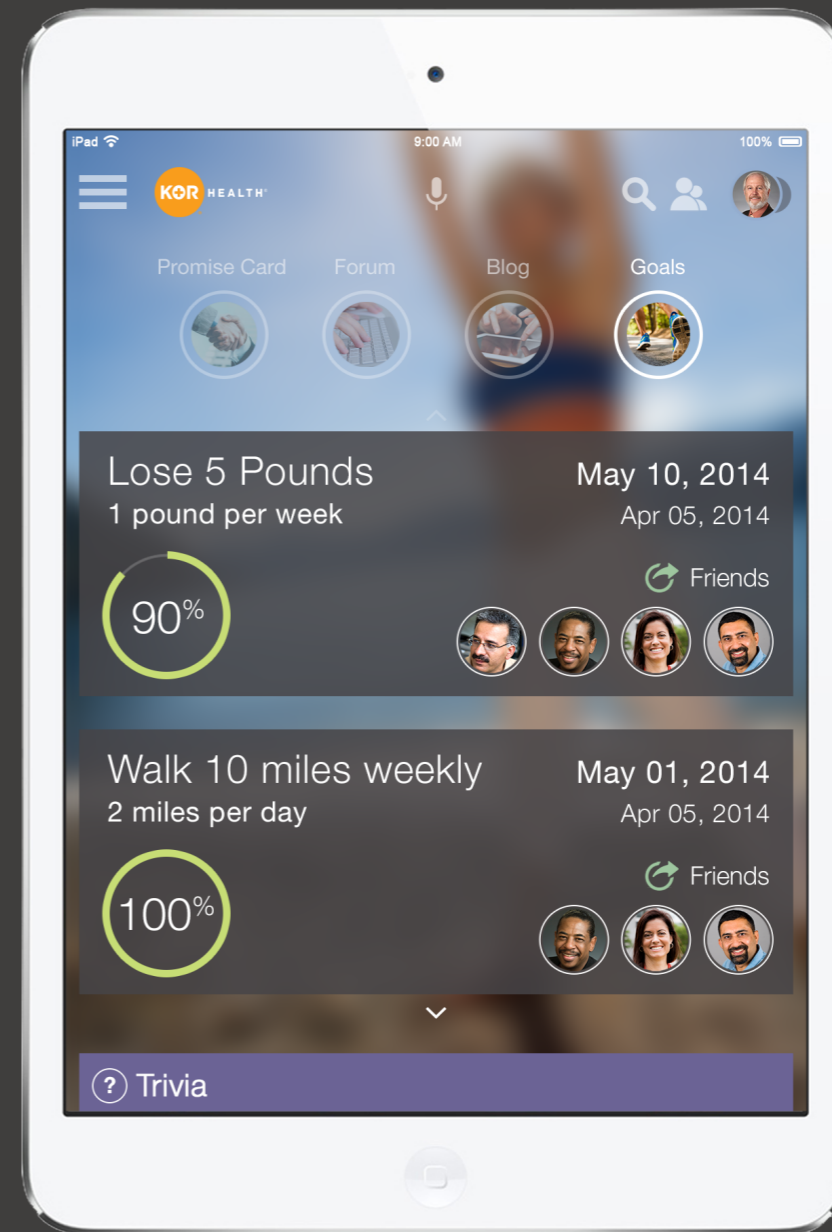 iPad 9:00 AM 100%
KOR HEALTH
Promise Card Forum Blog Goals
Lose 5 Pounds May 10, 2014
1 pound per week Apr 05, 2014
Friends
90%
Walk 10 miles weekly May 01, 2014
2 miles per day Apr 05, 2014
Friends
100%
? Trivia